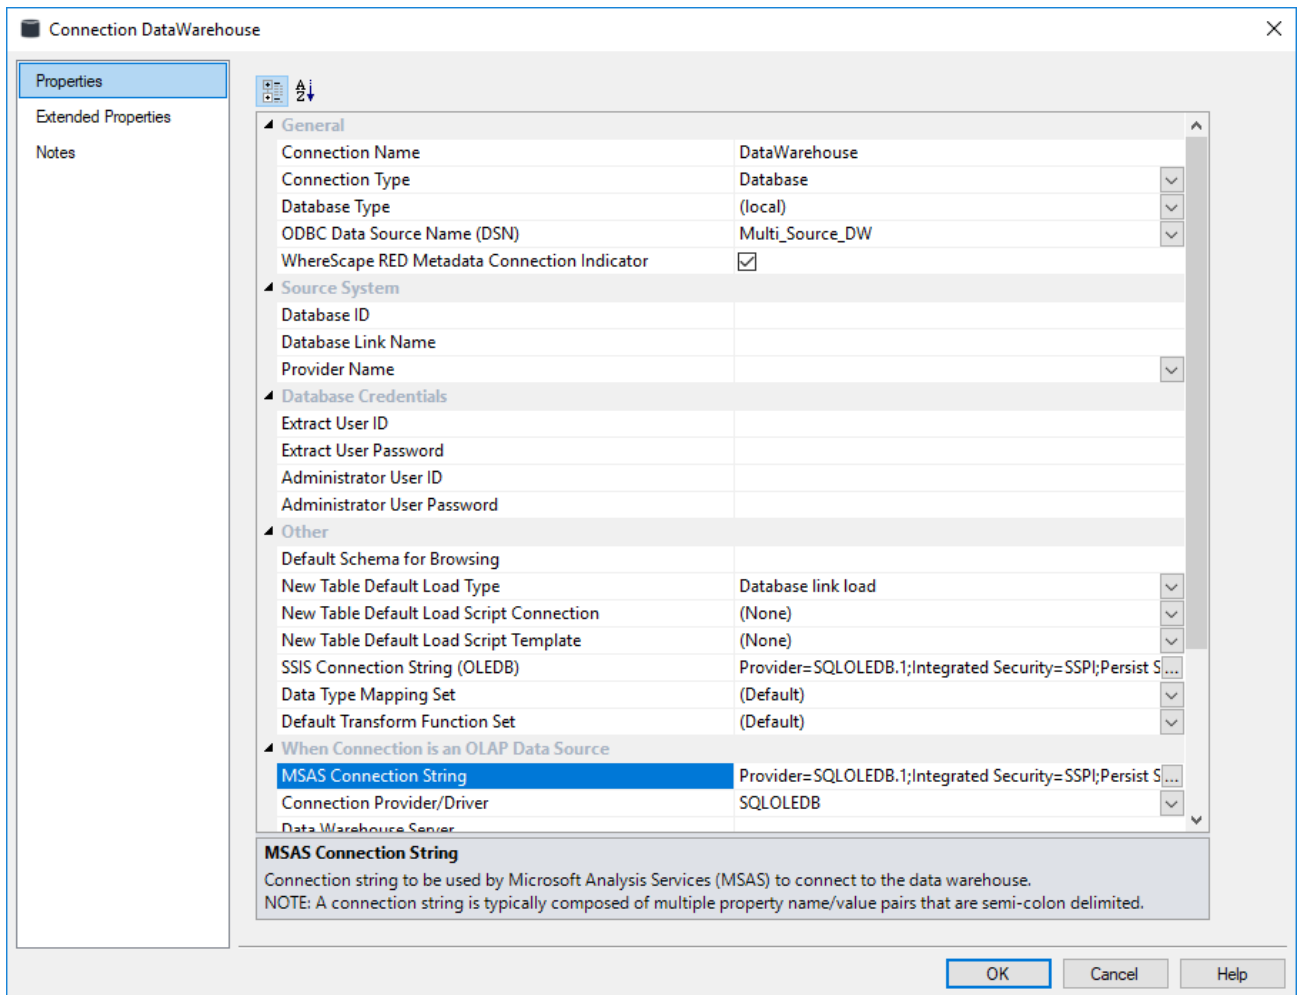 Connection DataWarehouse
Properties
Extended Properties
Notes
General
Connection Name DataWarehouse
Connection Type Database
Database Type (local)
ODBC Data Source Name (DSN) Multi_Source_DW
WhereScape RED Metadata Connection Indicator
Source System
Database ID
Database Link Name
Provider Name
Database Credentials
Extract User ID
Extract User Password
Administrator User ID
Administrator User Password
Other
Default Schema for Browsing
New Table Default Load Type Database link load
New Table Default Load Script Connection (None)
New Table Default Load Script Template (None)
SSIS Connection String (OLEDB) Provider=SQLOLEDB.1;Integrated Security=SSPI;Persist S...
Data Type Mapping Set (Default)
Default Transform Function Set (Default)
When Connection is an OLAP Data Source
MSAS Connection String Provider=SQLOLEDB.1;Integrated Security=SSPI;Persist S...
Connection Provider/Driver SQLOLEDB
Data Warehouse Server
MSAS Connection String
Connection string to be used by Microsoft Analysis Services (MSAS) to connect to the data warehouse.
NOTE: A connection string is typically composed of multiple property name/value pairs that are semi-colon delimited.
OK Cancel Help